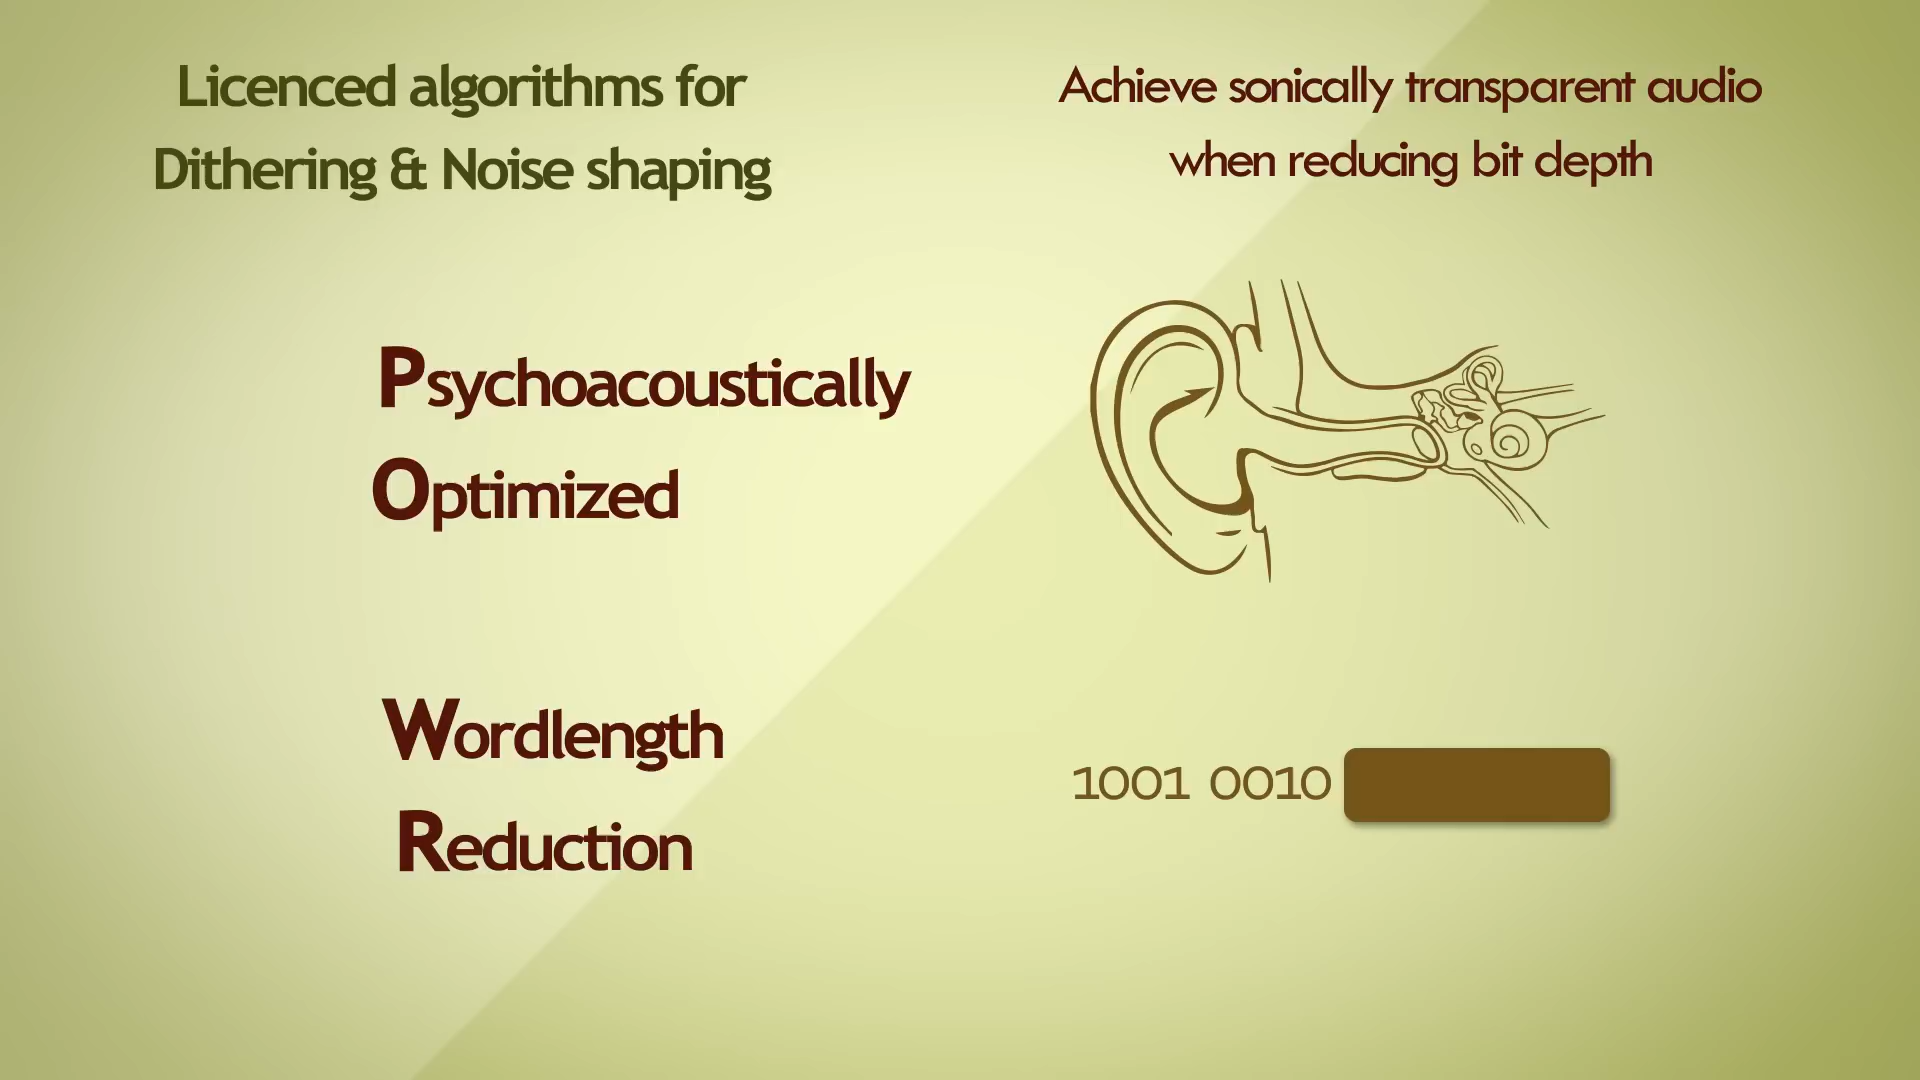 Licenced algorithms for
Dithering & Noise shaping
Achieve sonically transparent audio
when reducing bit depth
Psychoacoustically
Optimized
Wordlength
Reduction
1001 0010